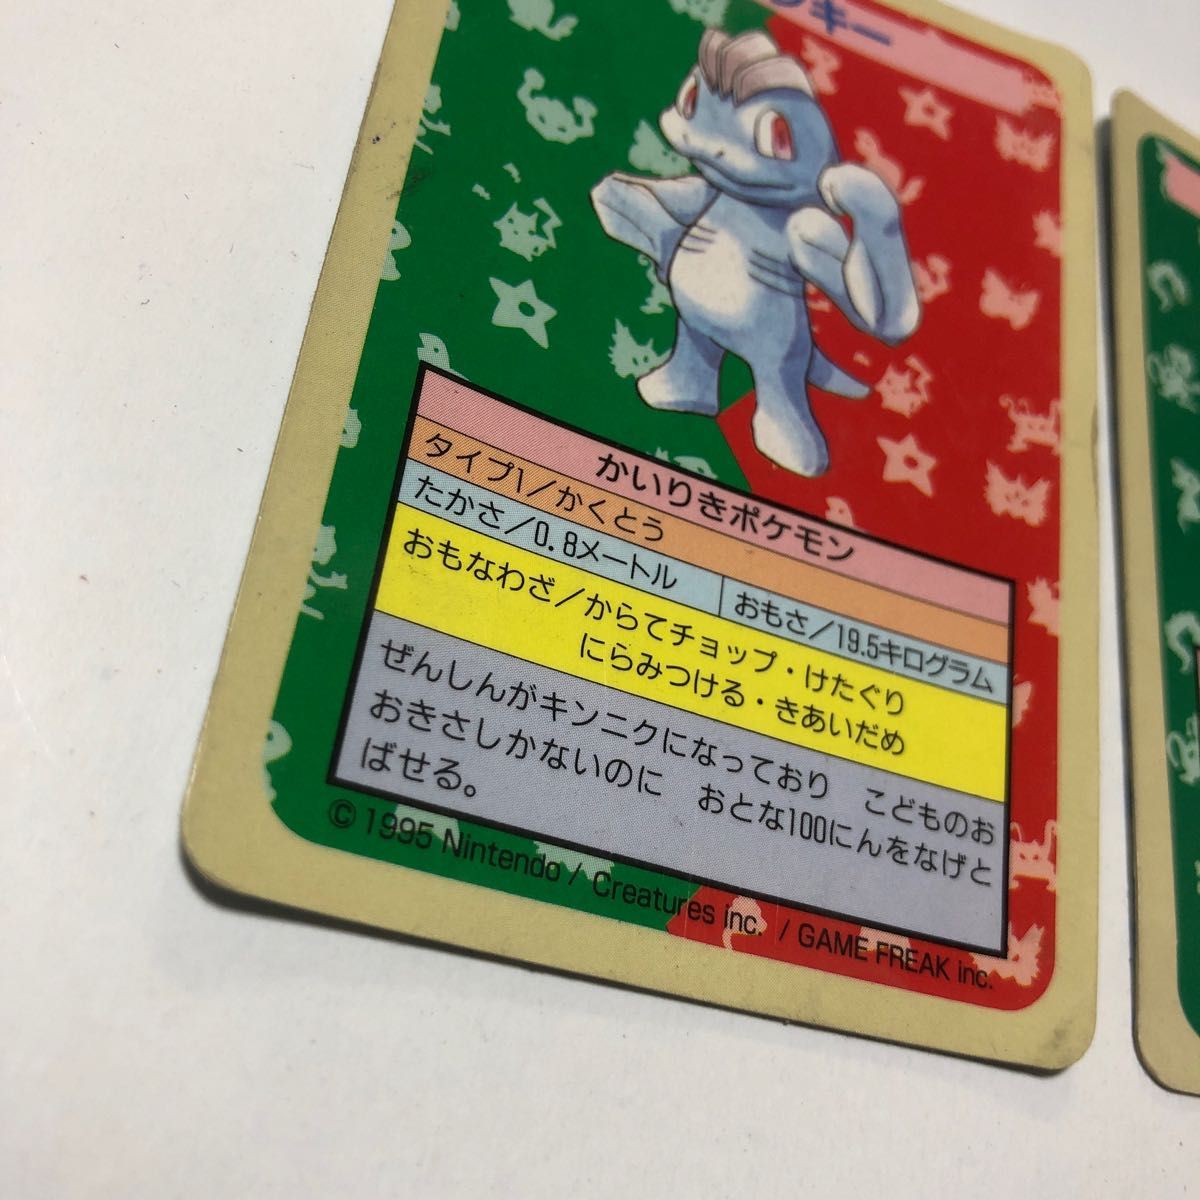 ンキー
かいりきポケモン
タイプ1／かくとう
たかさ／0.8メートル おもさ／19.5キログラム
おもなわざ／からてチョップ・けたぐり
にらみつける・きあいだめ
ぜんしんがキンニクになっており こどものお
おきさしかないのに おとな100にんをなげと
ばせる。
© 1995 Nintendo / Creatures inc. / GAME FREAK inc.